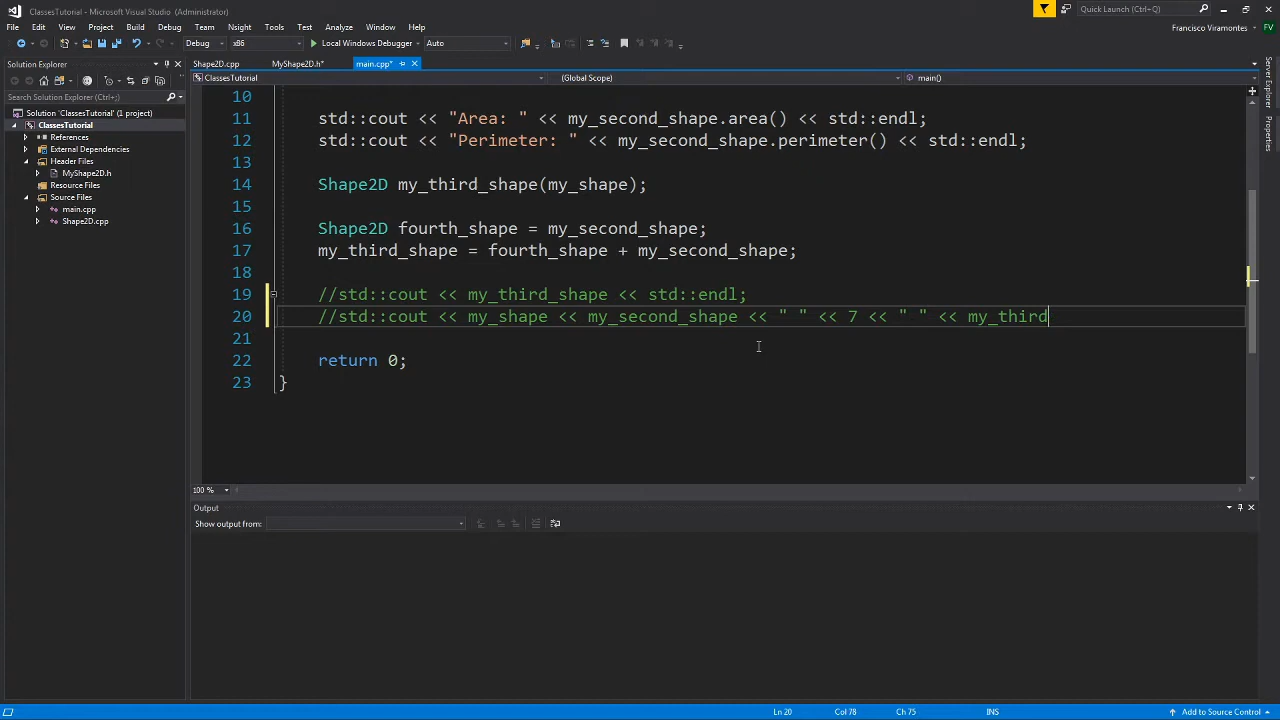 ClassesTutorial - Microsoft Visual Studio (Administrator)
Quick Launch (Ctrl+Q)
File Edit View Project Build Debug Team Nsight Tools Test Analyze Window Help
Francisco Viramontes FV
Debug x86 Local Windows Debugger Auto
Solution Explorer
Shape2D.cpp MyShape2D.h* main.cpp*
ClassesTutorial (Global Scope) main()
Search Solution Explorer (Ctrl+;)
Solution 'ClassesTutorial' (1 project)
ClassesTutorial
References
External Dependencies
Header Files
MyShape2D.h
Resource Files
Source Files
main.cpp
Shape2D.cpp
10
11 std::cout << "Area: " << my_second_shape.area() << std::endl;
12 std::cout << "Perimeter: " << my_second_shape.perimeter() << std::endl;
13
14 Shape2D my_third_shape(my_shape);
15
16 Shape2D fourth_shape = my_second_shape;
17 my_third_shape = fourth_shape + my_second_shape;
18
19 //std::cout << my_third_shape << std::endl;
20 //std::cout << my_shape << my_second_shape << " " << 7 << " " << my_third
21
22 return 0;
23 }
100 %
Output
Show output from:
Server Explorer
Properties
Ln 20 Col 78 Ch 75 INS Add to Source Control